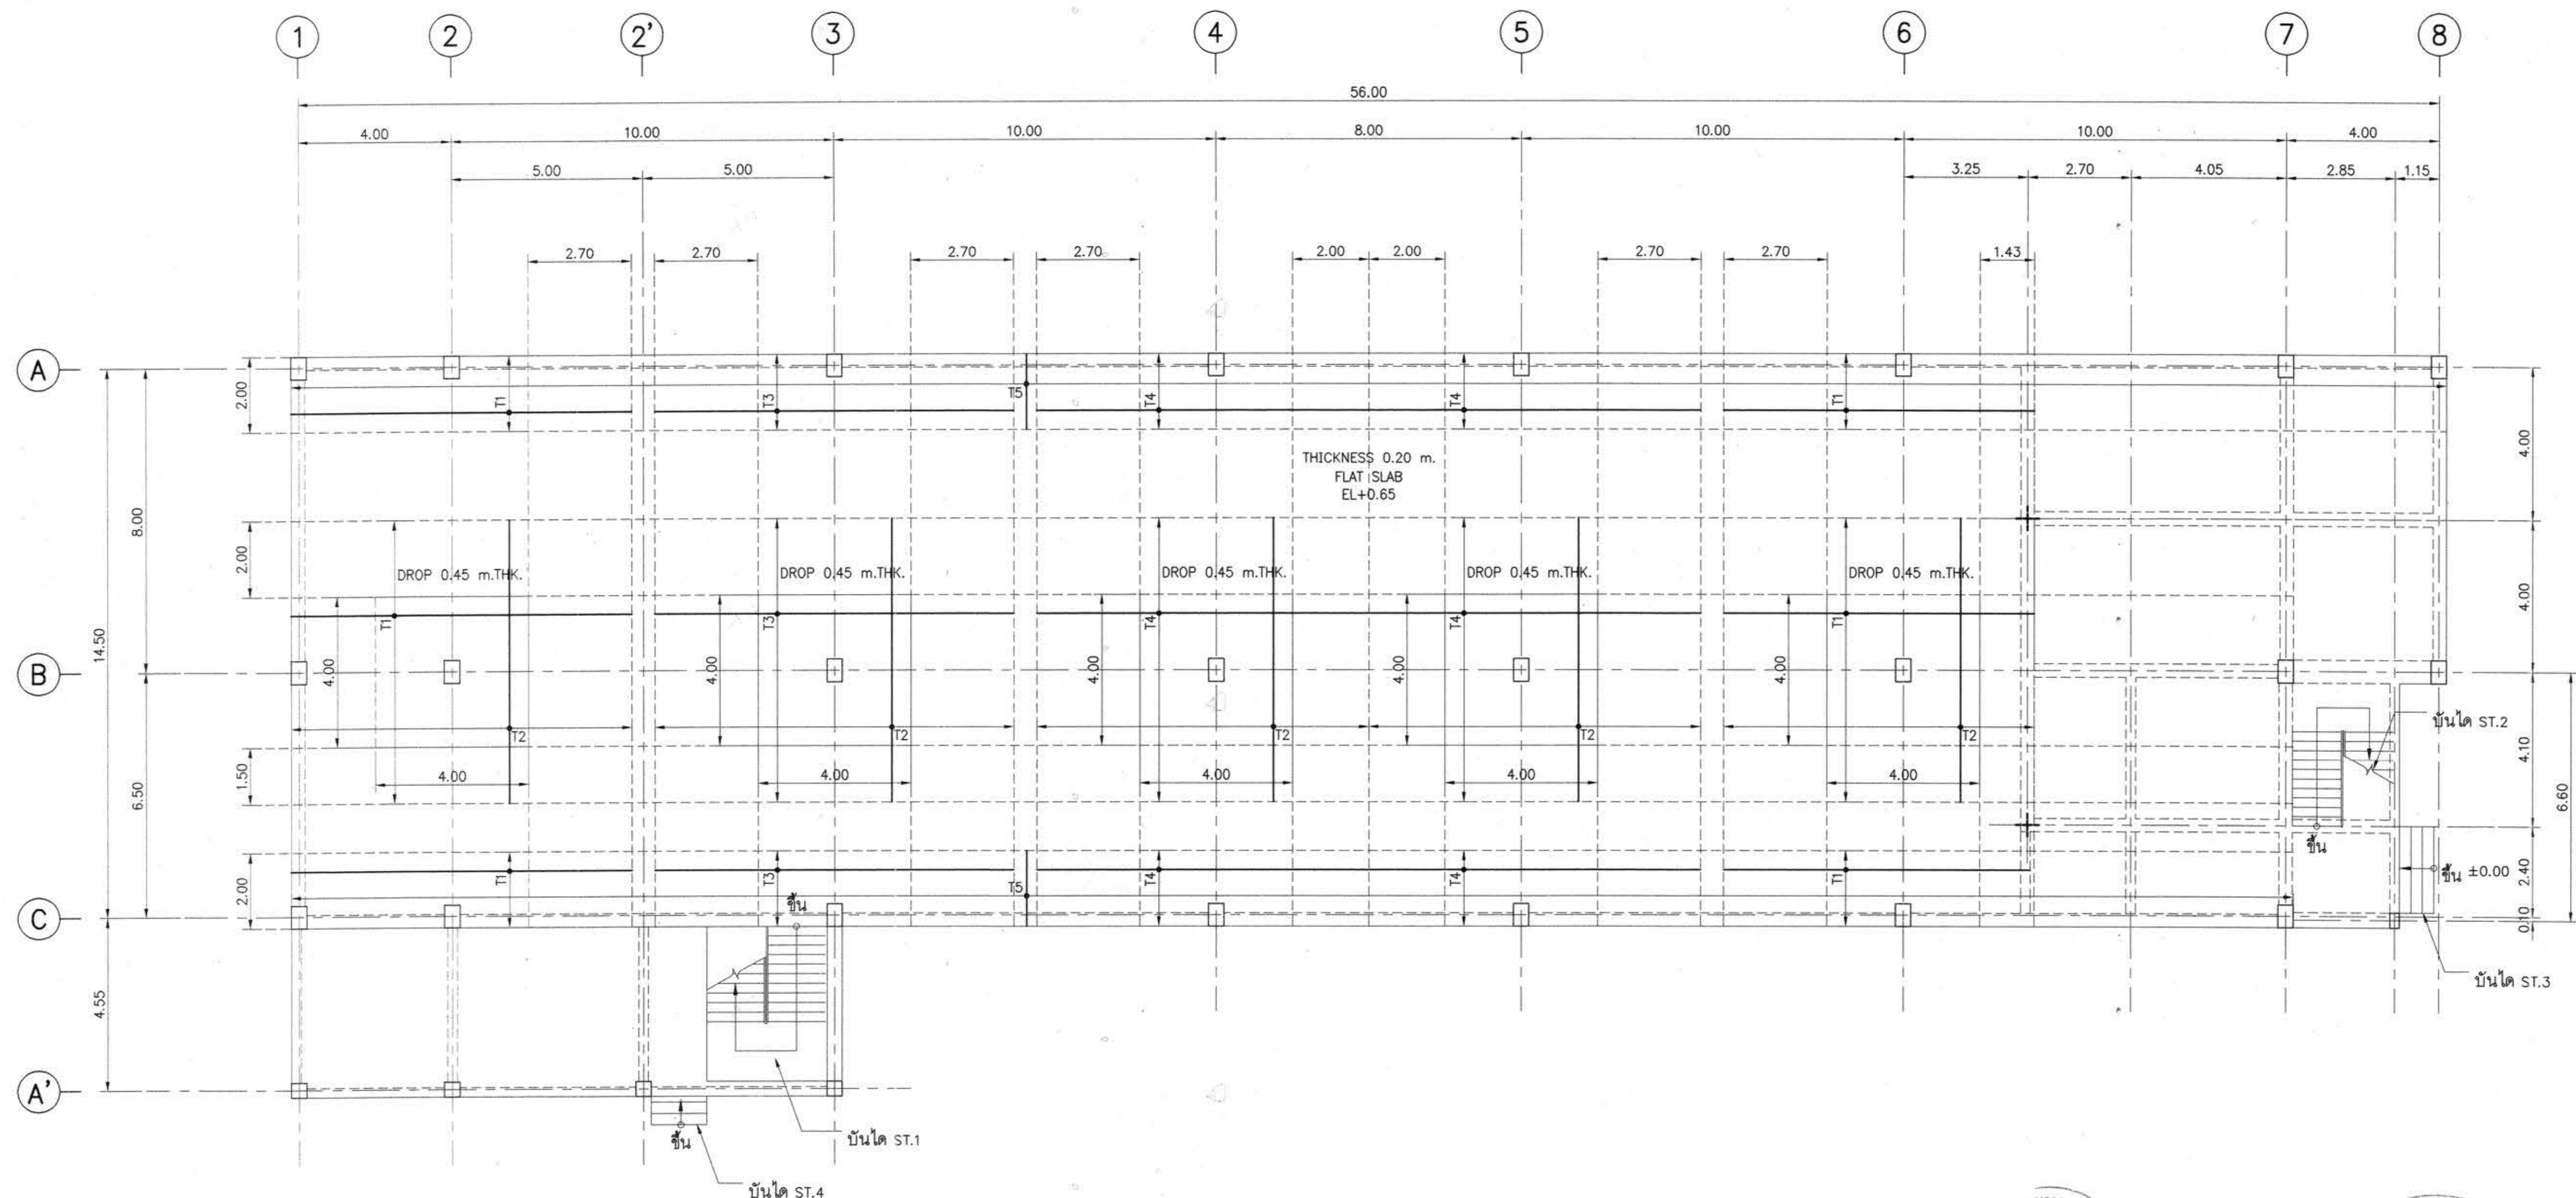 1 2 2' 3 4 5 6 7 8
56.00
4.00 10.00 10.00 8.00 10.00 10.00 4.00
5.00 5.00 3.25 2.70 4.05 2.85 1.15
2.70 2.70 2.70 2.70 2.00 2.00 2.70 2.70 1.43
A
2.00
T1 T3 T5 T4 T4 T1
4.00
THICKNESS 0.20 m.
FLAT SLAB
EL+0.65
8.00
2.00
DROP 0.45 m.THK. DROP 0.45 m.THK. DROP 0.45 m.THK. DROP 0.45 m.THK. DROP 0.45 m.THK.
4.00
T1 T3 T4 T4 T1
14.50
4.00 4.00 4.00 4.00 4.00
B
T2 T2 T2 T2 T2
บันได ST.2
4.10
1.50
4.00 4.00 4.00 4.00 4.00
6.50
6.60
ขึ้น
T1 T3 T5 T4 T4 T1
2.00
ขึ้น
ขึ้น ±0.00
2.40
C
0.10
บันได ST.3
4.55
A'
บันได ST.1
ขึ้น
บันได ST.4